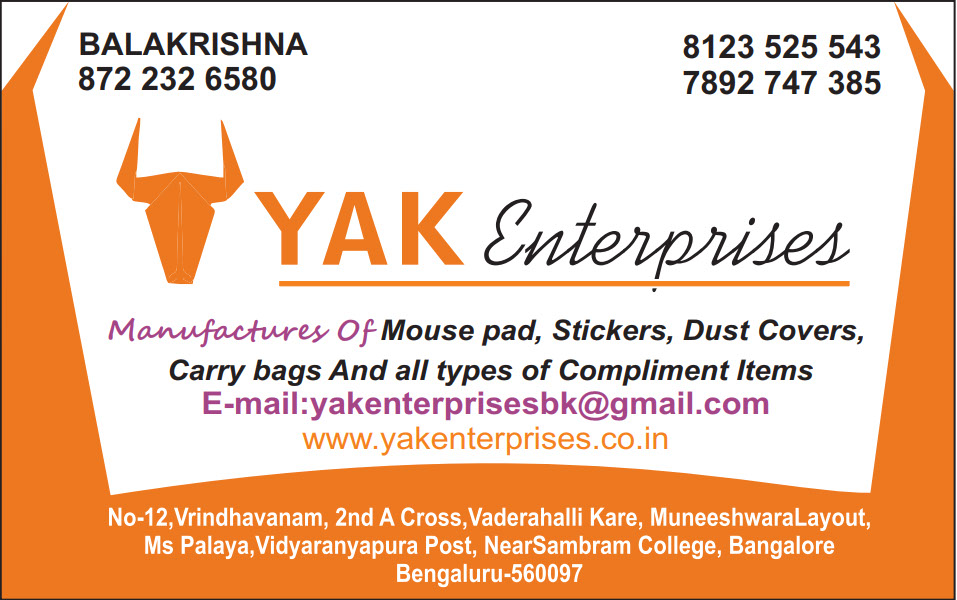 BALAKRISHNA
872 232 6580
8123 525 543
7892 747 385
YAK Enterprises
Manufactures Of Mouse pad, Stickers, Dust Covers,
Carry bags And all types of Compliment Items
E-mail:yakenterprisesbk@gmail.com
www.yakenterprises.co.in
No-12,Vrindhavanam, 2nd A Cross,Vaderahalli Kare, MuneeshwaraLayout,
Ms Palaya,Vidyaranyapura Post, NearSambram College, Bangalore
Bengaluru-560097